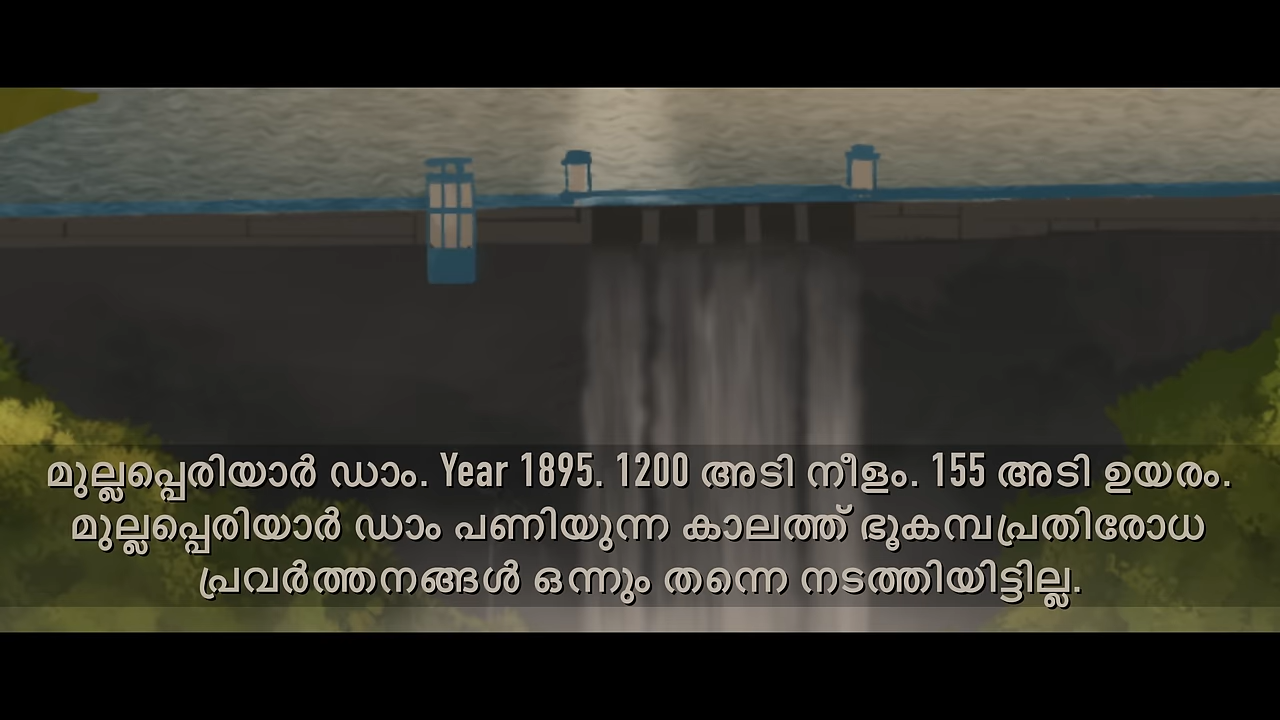 മുല്ലപ്പെരിയാർ ഡാം. Year 1895. 1200 അടി നീളം. 155 അടി ഉയരം.
മുല്ലപ്പെരിയാർ ഡാം പണിയുന്ന കാലത്ത് ഭൂകമ്പപ്രതിരോധ
പ്രവർത്തനങ്ങൾ ഒന്നും തന്നെ നടത്തിയിട്ടില്ല.